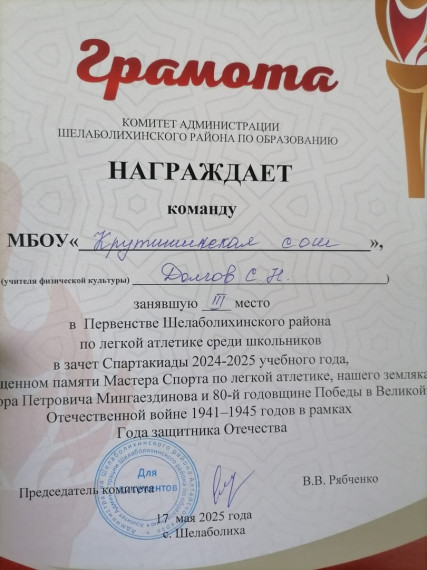 Грамота
КОМИТЕТ АДМИНИСТРАЦИИ
ШЕЛАБОЛИХИНСКОГО РАЙОНА ПО ОБРАЗОВАНИЮ
НАГРАЖДАЕТ
команду
МБОУ« Крутишинская сош »,
(учителя физической культуры) Долгов С Н. )
занявшую III место
в Первенстве Шелаболихинского района
по легкой атлетике среди школьников
в зачет Спартакиады 2024-2025 учебного года,
щенном памяти Мастера Спорта по легкой атлетике, нашего земляка
ора Петровича Мингаездинова и 80-й годовщине Победы в Великой
Отечественной войне 1941–1945 годов в рамках
Года защитника Отечества
Для
документов
Председатель комитета В.В. Рябченко
17 мая 2025 года
с. Шелаболиха